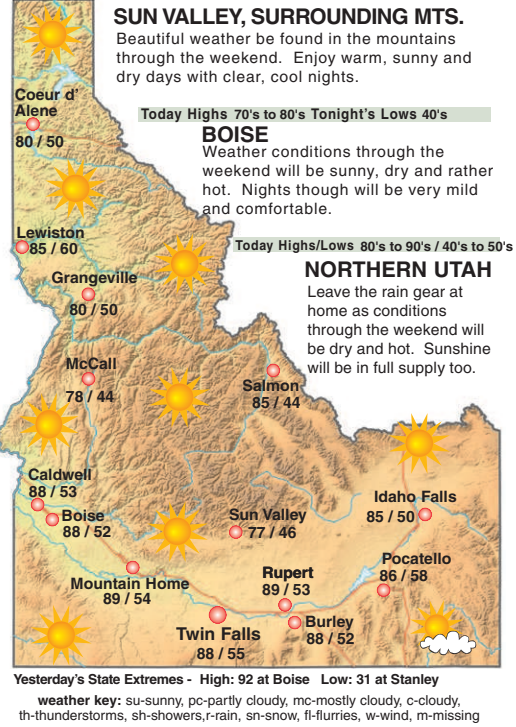 SUN VALLEY, SURROUNDING MTS.
Beautiful weather be found in the mountains
through the weekend. Enjoy warm, sunny and
dry days with clear, cool nights.
Today Highs 70's to 80's Tonight's Lows 40's
BOISE
Weather conditions through the
weekend will be sunny, dry and rather
hot. Nights though will be very mild
and comfortable.
Today Highs/Lows 80's to 90's / 40's to 50's
NORTHERN UTAH
Leave the rain gear at
home as conditions
through the weekend will
be dry and hot. Sunshine
will be in full supply too.
Coeur d'
Alene
80 / 50
Lewiston
85 / 60
Grangeville
80 / 50
McCall
78 / 44
Salmon
85 / 44
Caldwell
88 / 53
Boise
88 / 52
Sun Valley
77 / 46
Idaho Falls
85 / 50
Pocatello
86 / 58
Mountain Home
89 / 54
Rupert
89 / 53
Burley
88 / 52
Twin Falls
88 / 55
Yesterday's State Extremes - High: 92 at Boise Low: 31 at Stanley
weather key: su-sunny, pc-partly cloudy, mc-mostly cloudy, c-cloudy,
th-thunderstorms, sh-showers,r-rain, sn-snow, fl-flurries, w-wind, m-missing